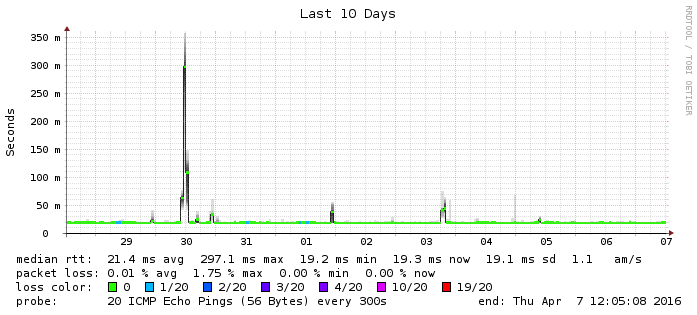 Last 10 Days
RRDTOOL / TOBI OETIKER
Seconds
350 m
300 m
250 m
200 m
150 m
100 m
50 m
0
29 30 31 01 02 03 04 05 06 07
median rtt: 21.4 ms avg 297.1 ms max 19.2 ms min 19.3 ms now 19.1 ms sd 1.1 am/s
packet loss: 0.01 % avg 1.75 % max 0.00 % min 0.00 % now
loss color: 0 1/20 2/20 3/20 4/20 10/20 19/20
probe: 20 ICMP Echo Pings (56 Bytes) every 300s end: Thu Apr 7 12:05:08 2016